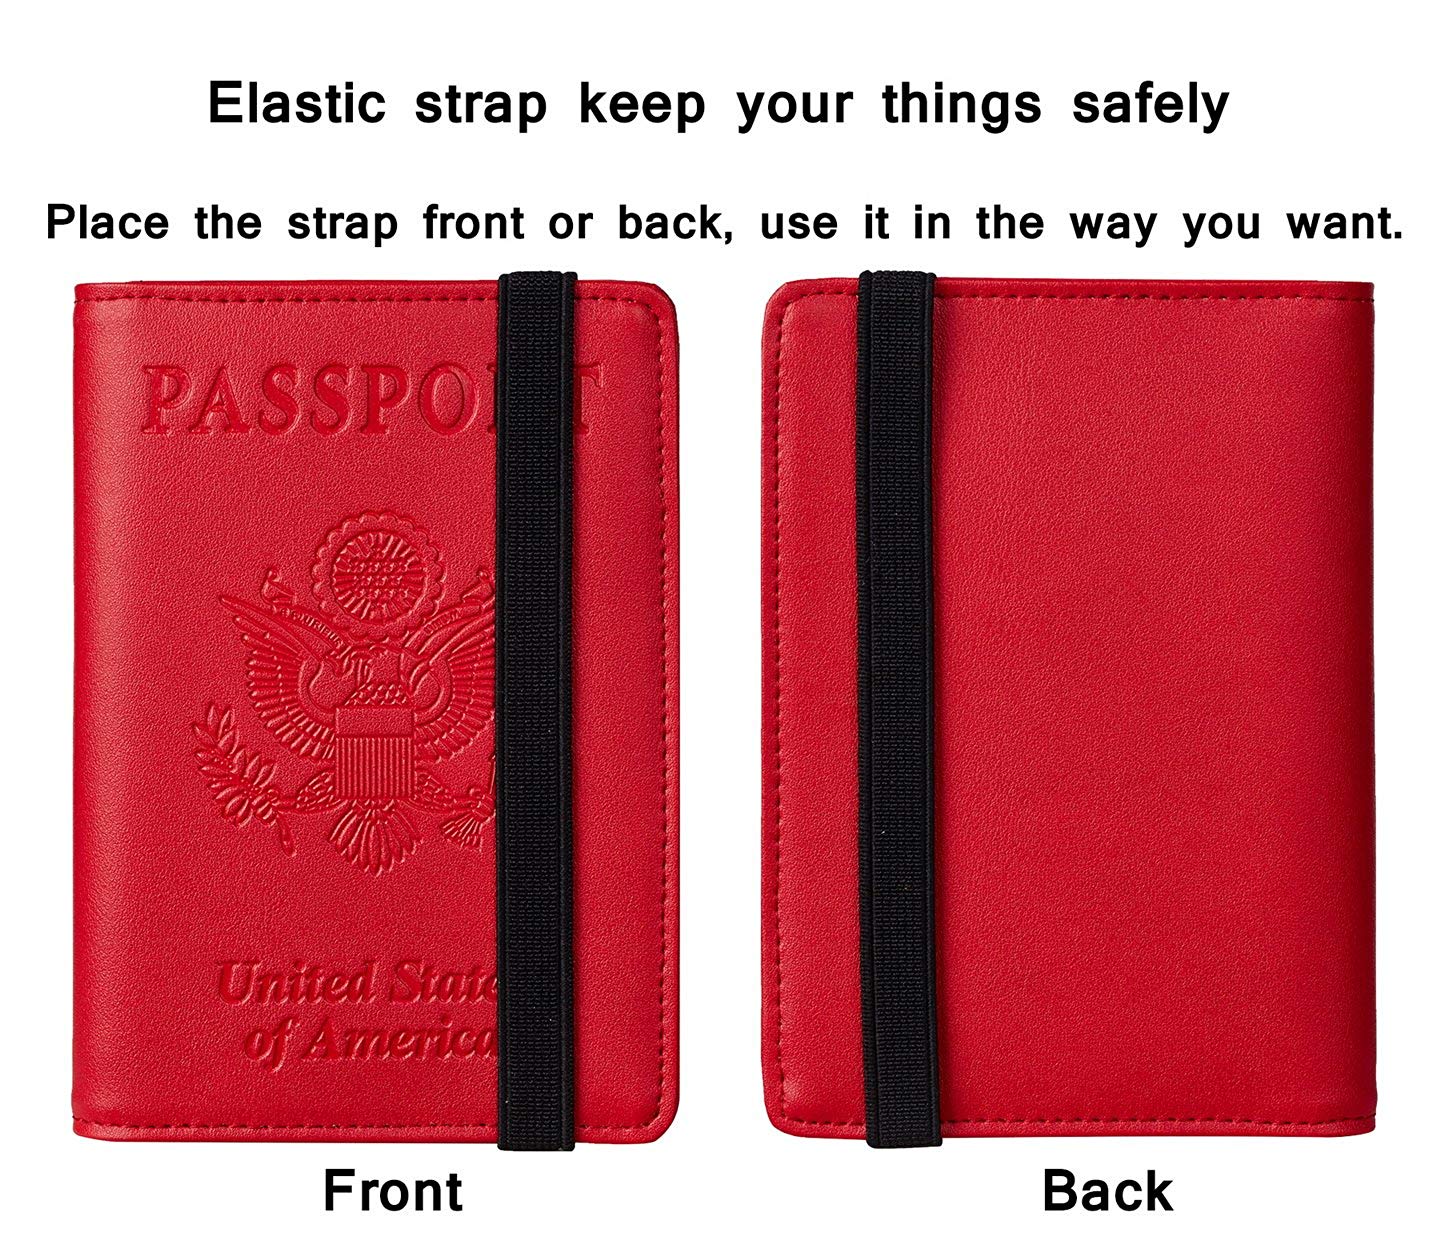 Elastic strap keep your things safely
Place the strap front or back, use it in the way you want.
PASSPO T
United State
of America
Front
Back